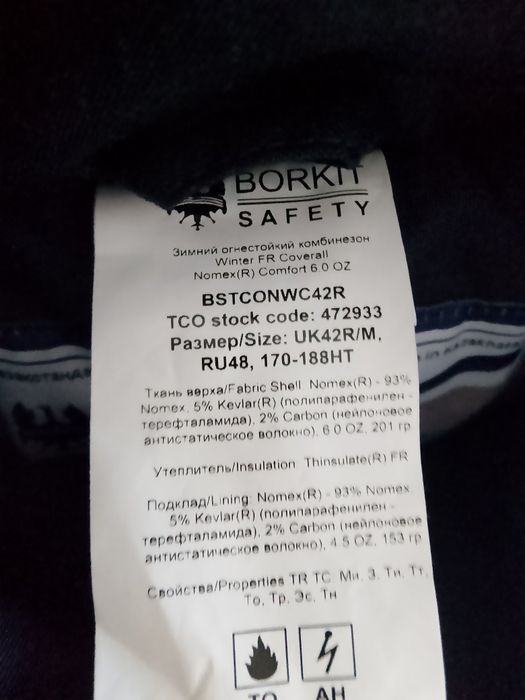 BORKIT
SAFETY
Зимний огнестойкий комбинезон
Winter FR Coverall
Nomex(R) Comfort 6.0 OZ
BSTCONWC42R
TCO stock code: 472933
Размер/Size: UK42R/M,
RU48, 170-188HT
Ткань верха/Fabric Shell Nomex(R) - 93%
Nomex, 5% Kevlar(R) (полипарафенилен -
терефталамида), 2% Carbon (нейлоновое
антистатическое волокно), 6.0 OZ, 201 гр
Утеплитель/Insulation: Thinsulate(R) FR
Подклад/Lining: Nomex(R) - 93% Nomex,
5% Kevlar(R) (полипарафенилен -
терефталамида), 2% Carbon (нейлоновое
антистатическое волокно), 4.5 OZ, 153 гр
Свойства/Properties TR TC: Ми, З, Ти, Тт,
То, Тр, Эс, Тн
ТО АН